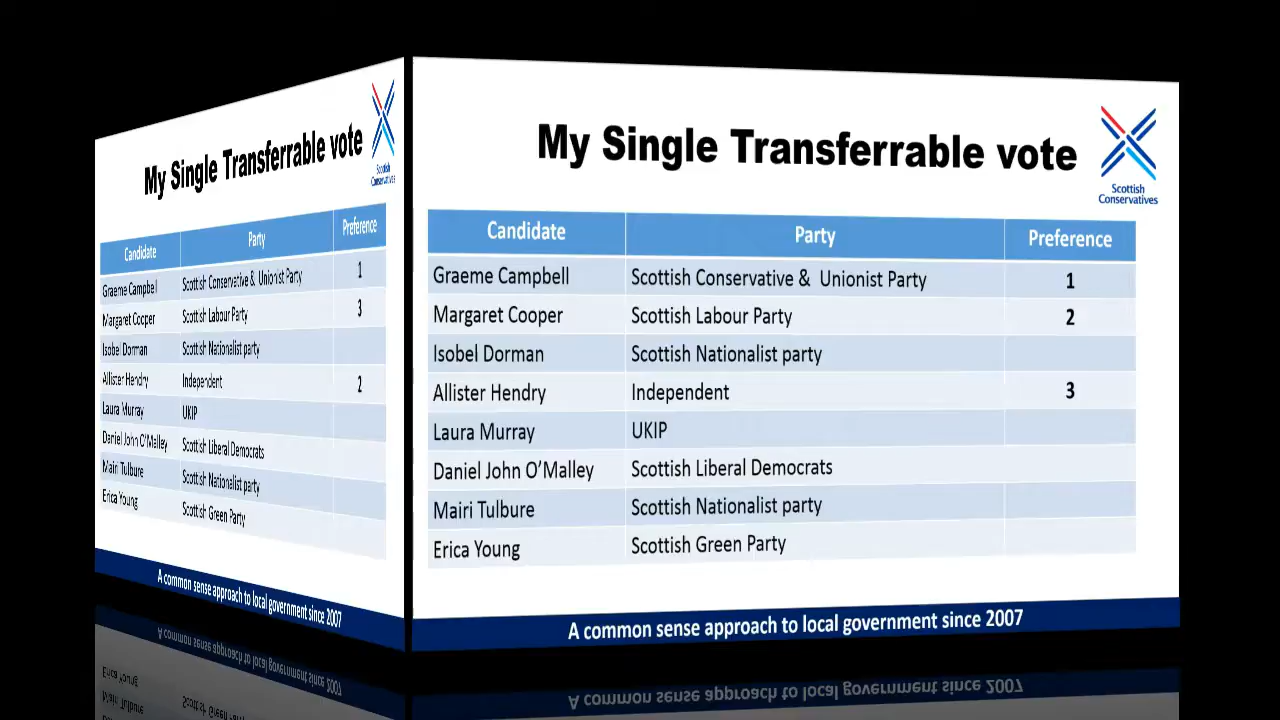 My Single Transferrable vote
Scottish
Conservatives
Candidate Party Preference
Graeme Campbell Scottish Conservative & Unionist Party 1
Margaret Cooper Scottish Labour Party 3
Isobel Dorman Scottish Nationalist party
Allister Hendry Independent 2
Laura Murray UKIP
Daniel John O’Malley Scottish Liberal Democrats
Mairi Tulbure Scottish Nationalist party
Erica Young Scottish Green Party
A common sense approach to local government since 2007
My Single Transferrable vote
Scottish
Conservatives
Candidate Party Preference
Graeme Campbell Scottish Conservative & Unionist Party 1
Margaret Cooper Scottish Labour Party 2
Isobel Dorman Scottish Nationalist party
Allister Hendry Independent 3
Laura Murray UKIP
Daniel John O’Malley Scottish Liberal Democrats
Mairi Tulbure Scottish Nationalist party
Erica Young Scottish Green Party
A common sense approach to local government since 2007